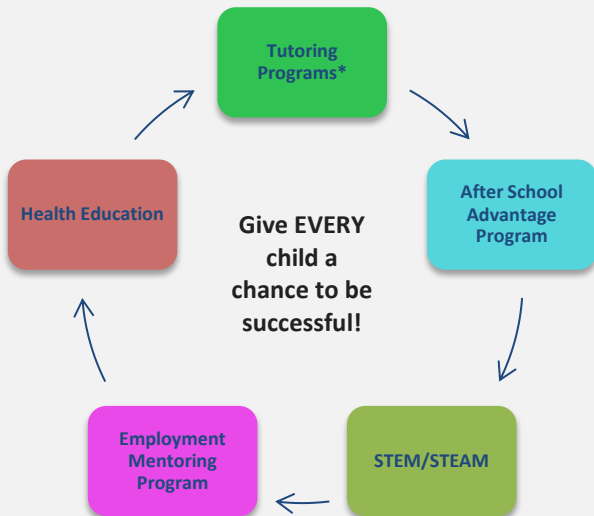 Tutoring
Programs*
After School
Advantage
Program
Health Education
Give EVERY
child a
chance to be
successful!
Employment
Mentoring
Program
STEM/STEAM